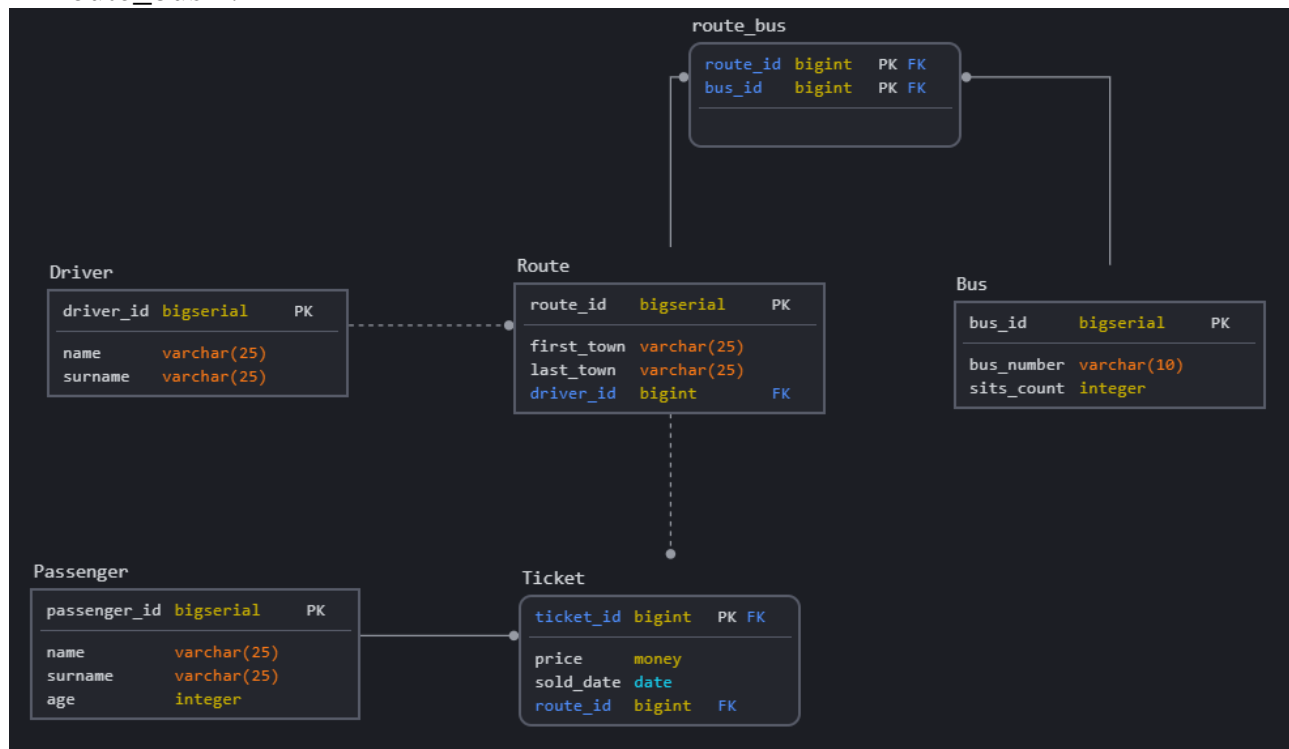 route_bus
route_id bigint PK FK
bus_id bigint PK FK
Driver
driver_id bigserial PK
name varchar(25)
surname varchar(25)
Route
route_id bigserial PK
first_town varchar(25)
last_town varchar(25)
driver_id bigint FK
Bus
bus_id bigserial PK
bus_number varchar(10)
sits_count integer
Passenger
passenger_id bigserial PK
name varchar(25)
surname varchar(25)
age integer
Ticket
ticket_id bigint PK FK
price money
sold_date date
route_id bigint FK